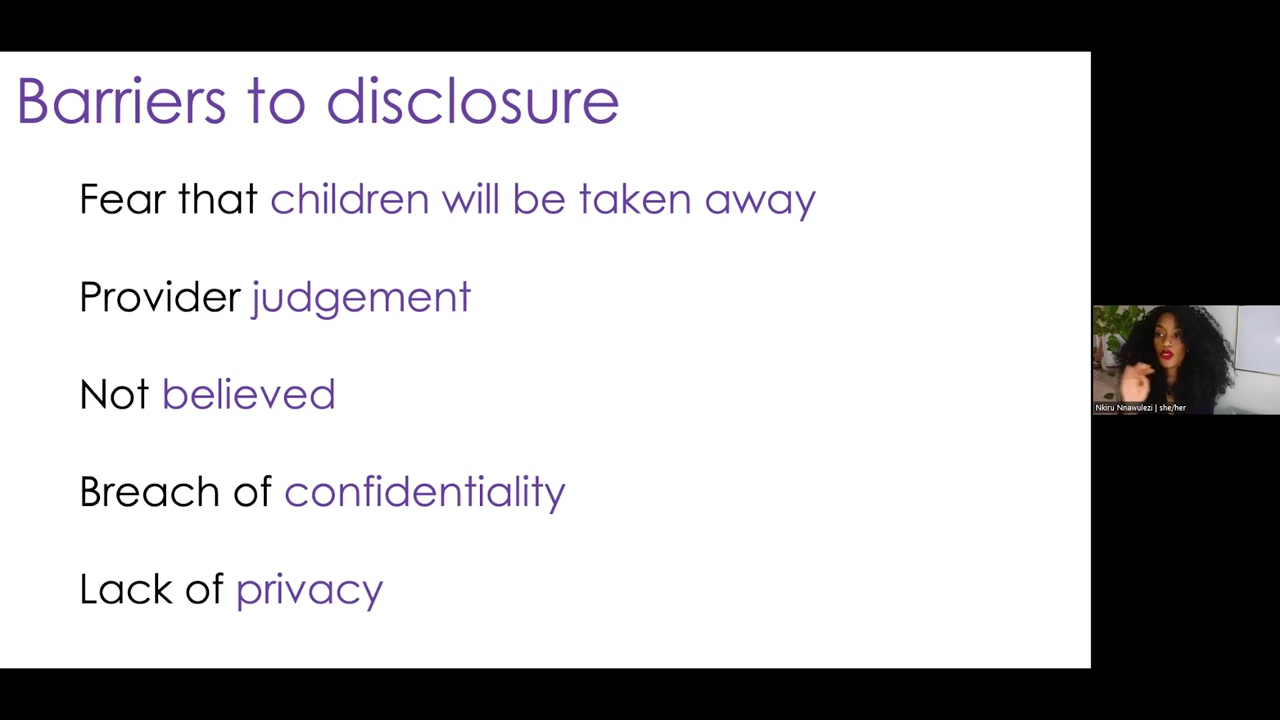 Barriers to disclosure
Fear that children will be taken away
Provider judgement
Not believed
Breach of confidentiality
Lack of privacy
Nkiru Nnawulezi | she/her